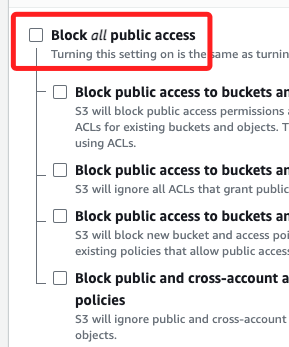 Block all public access
Turning this setting on is the same as turnin
Block public access to buckets an
S3 will block public access permissions a
ACLs for existing buckets and objects. T
using ACLs.
Block public access to buckets an
S3 will ignore all ACLs that grant public
Block public access to buckets an
S3 will block new bucket and access poi
existing policies that allow public access
Block public and cross-account a
policies
S3 will ignore public and cross-account
objects.